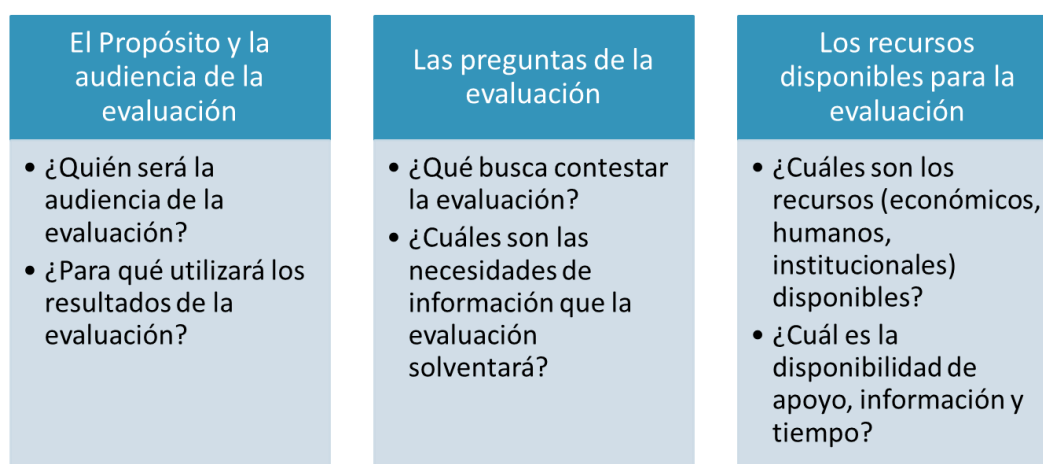 El Propósito y la
audiencia de la
evaluación
• ¿Quién será la
audiencia de la
evaluación?
• ¿Para qué utilizará los
resultados de la
evaluación?
Las preguntas de la
evaluación
• ¿Qué busca contestar
la evaluación?
• ¿Cuáles son las
necesidades de
información que la
evaluación
solventará?
Los recursos
disponibles para la
evaluación
• ¿Cuáles son los
recursos (económicos,
humanos,
institucionales)
disponibles?
• ¿Cuál es la
disponibilidad de
apoyo, información y
tiempo?